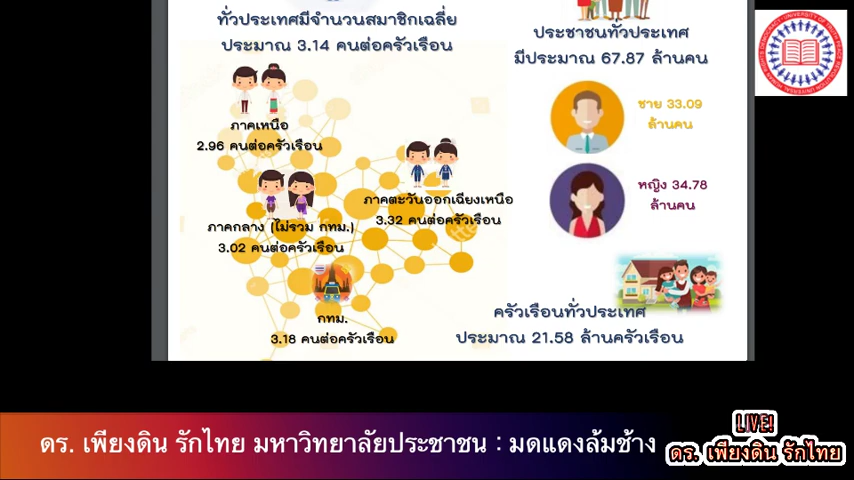 ทั่วประเทศมีจำนวนสมาชิกเฉลี่ย
ประมาณ 3.14 คนต่อครัวเรือน
ประชาชนทั่วประเทศ
มีประมาณ 67.87 ล้านคน
ชาย 33.09
ล้านคน
หญิง 34.78
ล้านคน
ภาคเหนือ
2.96 คนต่อครัวเรือน
ภาคตะวันออกเฉียงเหนือ
3.32 คนต่อครัวเรือน
ภาคกลาง (ไม่รวม กทม.)
3.02 คนต่อครัวเรือน
กทม.
3.18 คนต่อครัวเรือน
ครัวเรือนทั่วประเทศ
ประมาณ 21.58 ล้านครัวเรือน
ดร. เพียงดิน รักไทย มหาวิทยาลัยประชาชน : มดแดงล้มช้าง
LIVE!
ดร. เพียงดิน รักไทย